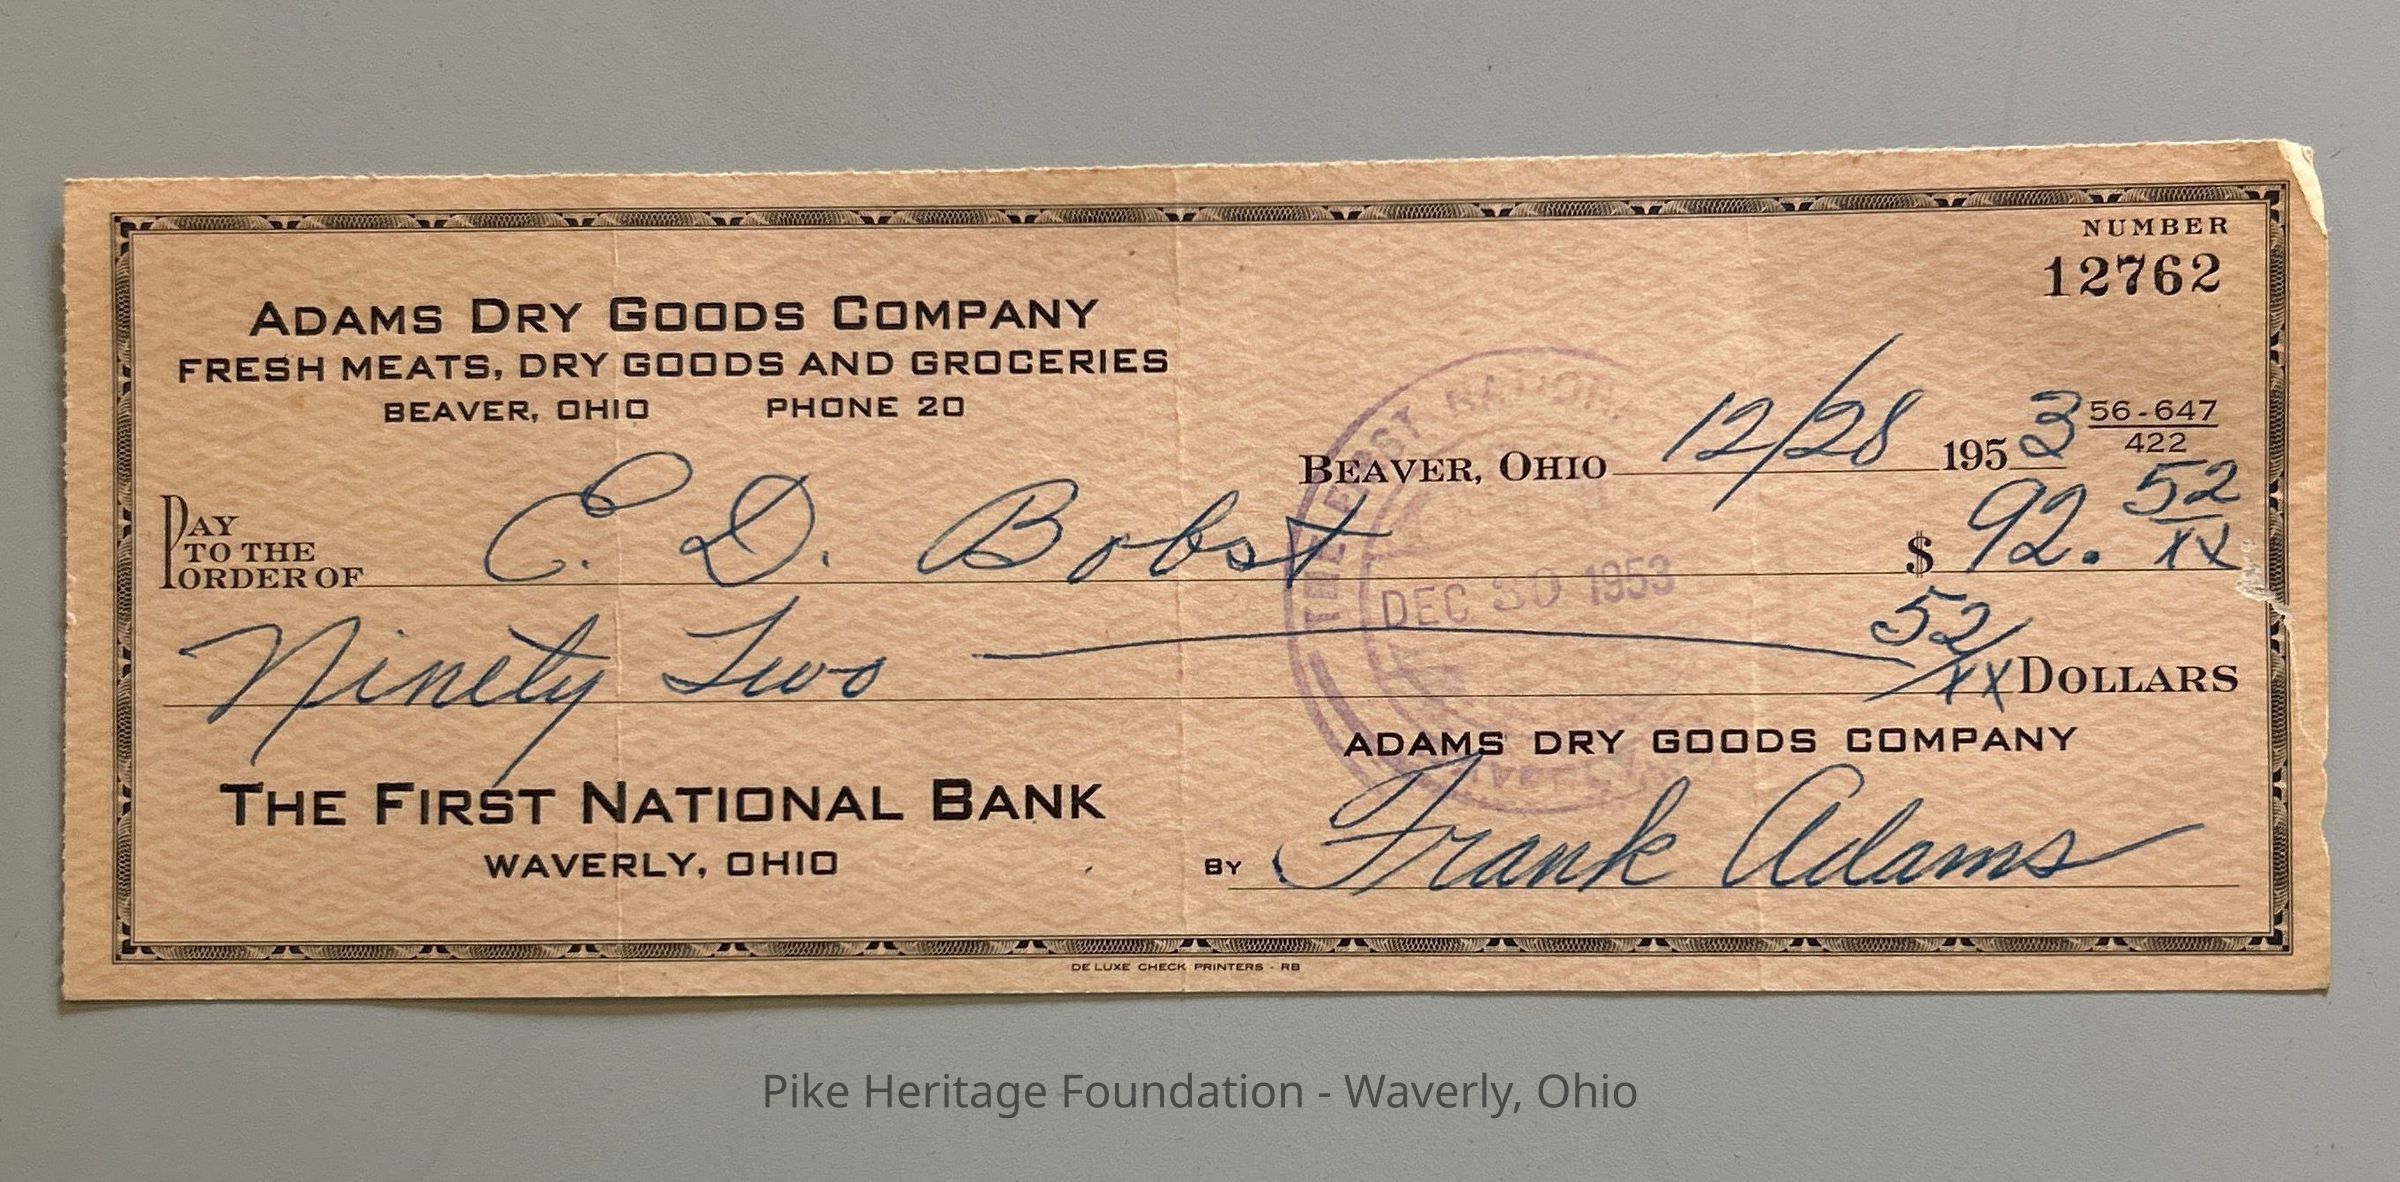 NUMBER
12762
ADAMS DRY GOODS COMPANY
FRESH MEATS, DRY GOODS AND GROCERIES
BEAVER, OHIO PHONE 20
BEAVER, OHIO 12/28 1953
56-647
422
PAY TO THE ORDER OF C. D. Bobst $ 92. 52/xx
Ninety Two 52/xx DOLLARS
THE FIRST NATIONAL
DEC 30 1953
ADAMS DRY GOODS COMPANY
THE FIRST NATIONAL BANK
WAVERLY, OHIO
BY Frank Adams
DE LUXE CHECK PRINTERS - RB
Pike Heritage Foundation - Waverly, Ohio